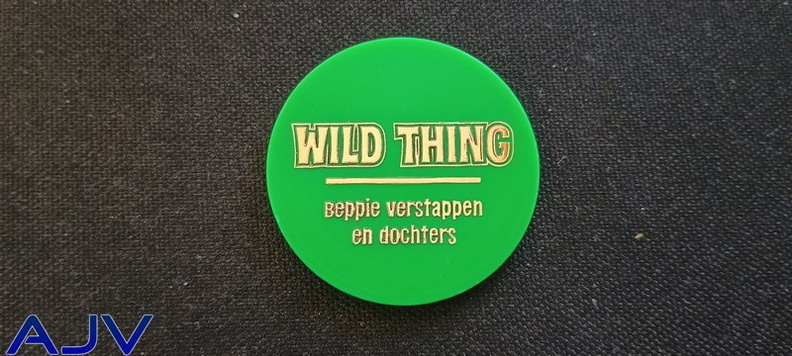 WILD THING
Beppie Verstappen
en dochters
AJV